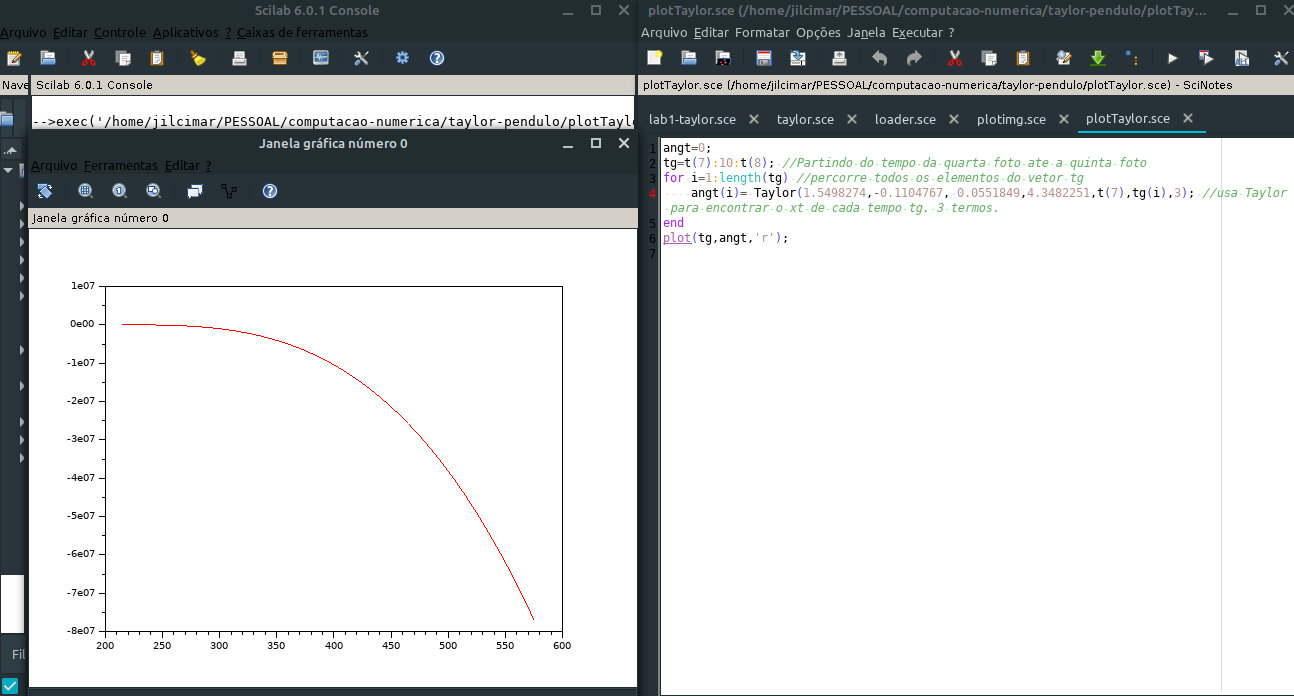 Scilab 6.0.1 Console
Arquivo Editar Controle Aplicativos ? Caixas de ferramentas
Nave Scilab 6.0.1 Console
-->exec('/home/jilcimar/PESSOAL/computacao-numerica/taylor-pendulo/plotTaylo
Janela gráfica número 0
Arquivo Ferramentas Editar ?
Janela gráfica número 0
1e07
0e00
-1e07
-2e07
-3e07
-4e07
-5e07
-6e07
-7e07
-8e07
200 250 300 350 400 450 500 550 600
Fil
plotTaylor.sce (/home/jilcimar/PESSOAL/computacao-numerica/taylor-pendulo/plotTay...
Arquivo Editar Formatar Opções Janela Executar ?
plotTaylor.sce (/home/jilcimar/PESSOAL/computacao-numerica/taylor-pendulo/plotTaylor.sce) - SciNotes
lab1-taylor.sce taylor.sce loader.sce plotimg.sce plotTaylor.sce
1 angt=0;
2 tg=t(7):10:t(8); //Partindo do tempo da quarta foto ate a quinta foto
3 for i=1:length(tg) //percorre todos os elementos do vetor tg
4 angt(i)= Taylor(1.5498274,-0.1104767, 0.0551849,4.3482251,t(7),tg(i),3); //usa Taylor
para encontrar o xt de cada tempo tg. 3 termos.
5 end
6 plot(tg,angt,'r');
7